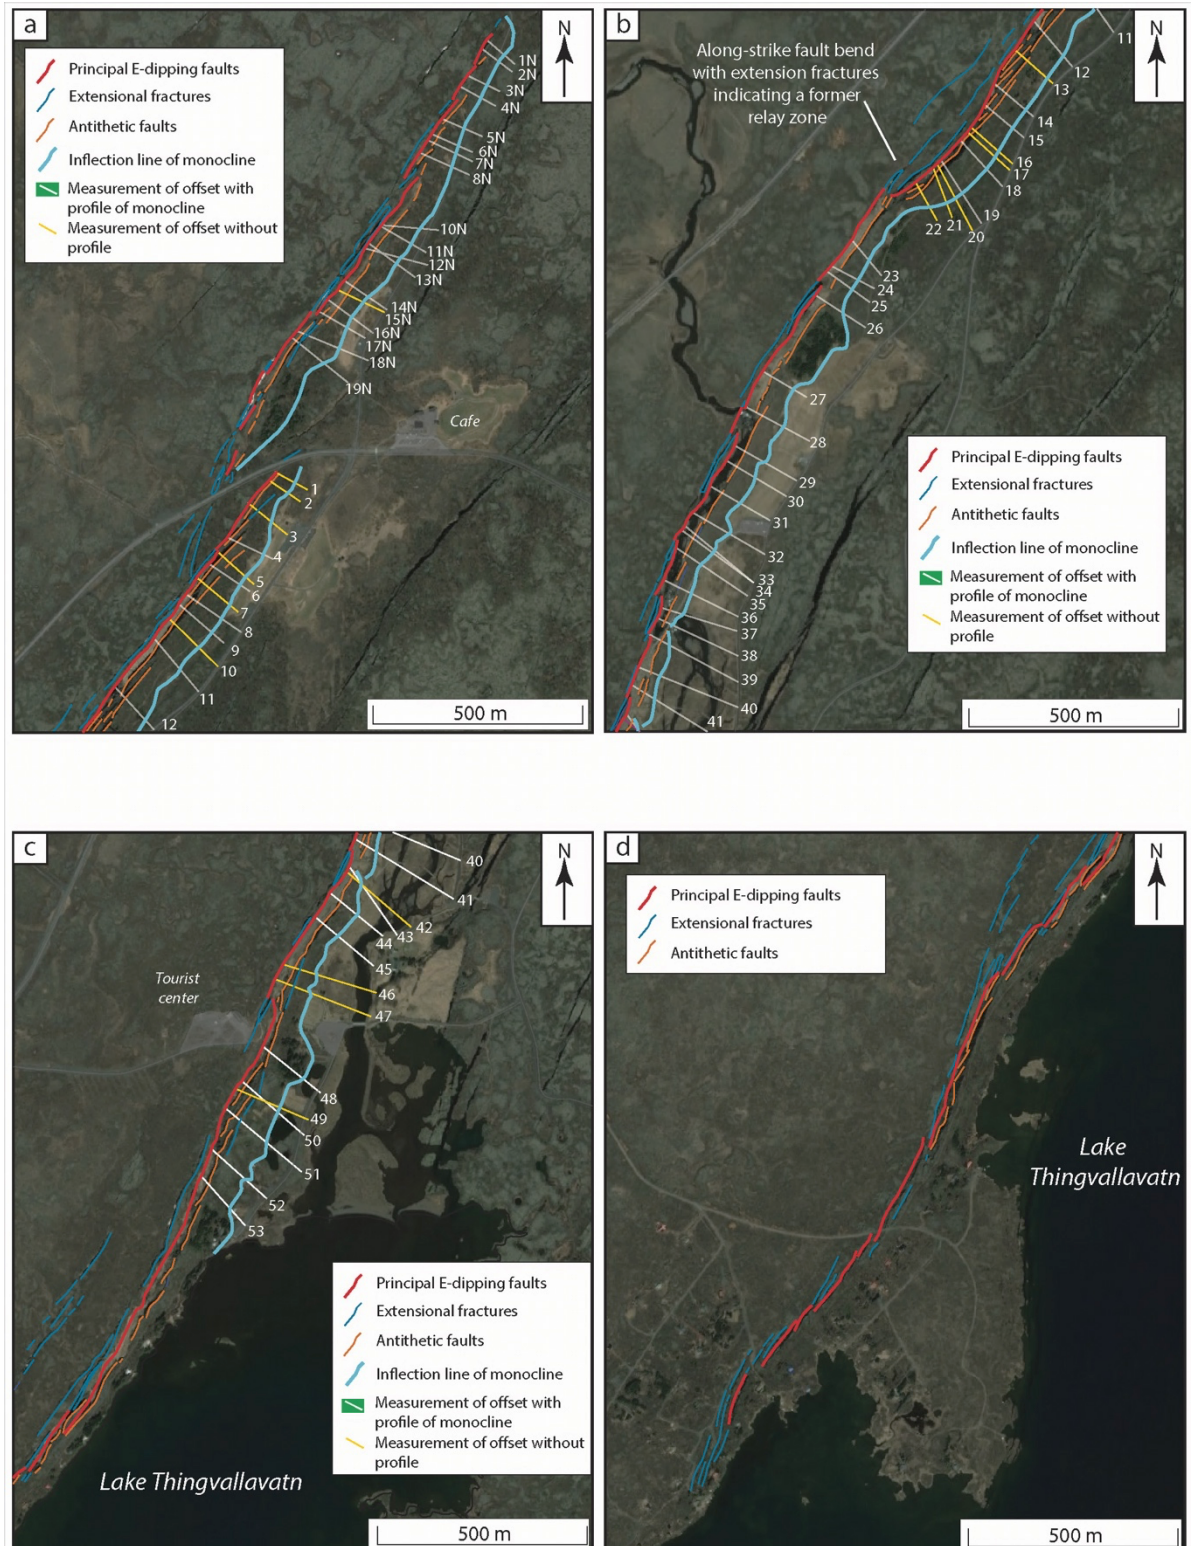 a
N
Principal E-dipping faults
Extensional fractures
Antithetic faults
Inflection line of monocline
Measurement of offset with
profile of monocline
Measurement of offset without
profile
1N
2N
3N
4N
5N
6N
7N
8N
10N
11N
12N
13N
14N
15N
16N
17N
18N
19N
Cafe
1
2
3
4
5
6
7
8
9
10
11
12
500 m
b
N
Along-strike fault bend
with extension fractures
indicating a former
relay zone
11
12
13
14
15
16
17
18
19
20
21
22
23
24
25
26
27
28
29
30
31
32
33
34
35
36
37
38
39
40
41
Principal E-dipping faults
Extensional fractures
Antithetic faults
Inflection line of monocline
Measurement of offset with
profile of monocline
Measurement of offset without
profile
500 m
c
N
40
41
42
43
44
45
46
47
Tourist
center
48
49
50
51
52
53
Principal E-dipping faults
Extensional fractures
Antithetic faults
Inflection line of monocline
Measurement of offset with
profile of monocline
Measurement of offset without
profile
Lake Thingvallavatn
500 m
d
N
Principal E-dipping faults
Extensional fractures
Antithetic faults
Lake
Thingvallavatn
500 m